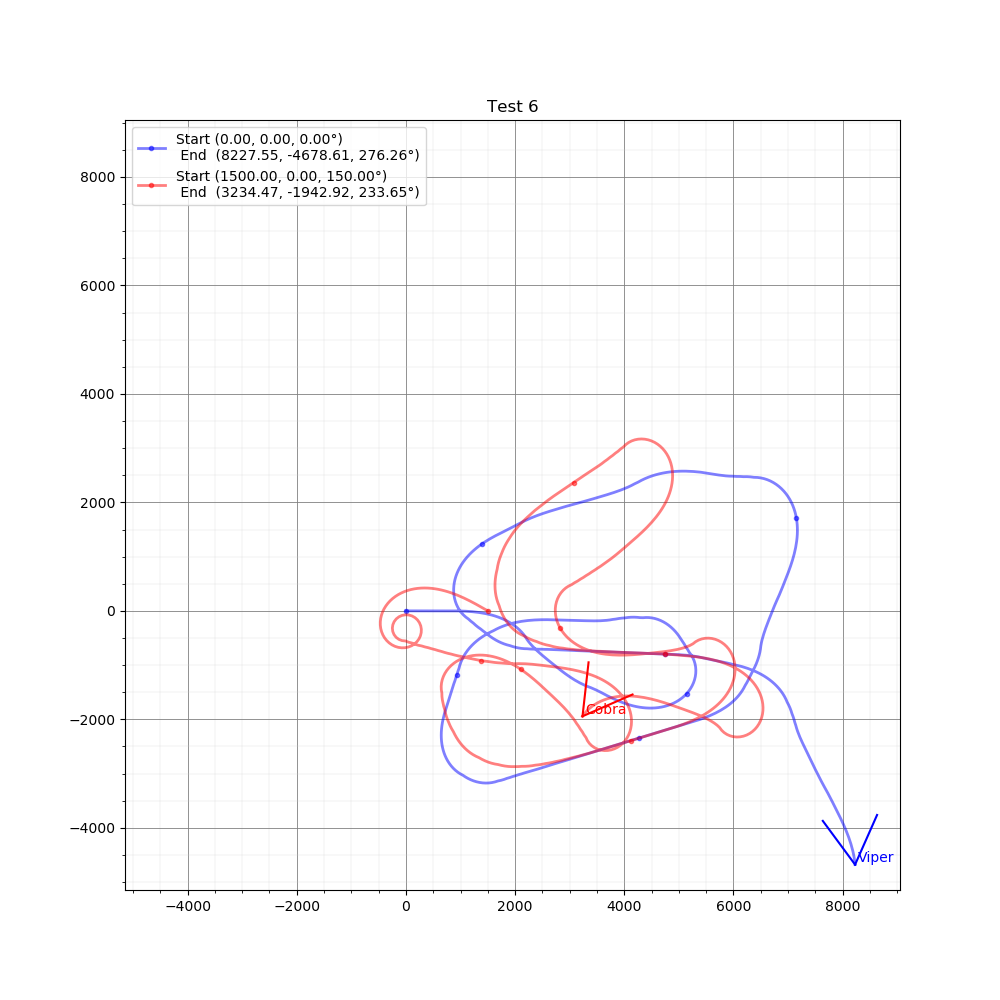 Test 6
Start (0.00, 0.00, 0.00°)
End  (8227.55, -4678.61, 276.26°)
Start (1500.00, 0.00, 150.00°)
End  (3234.47, -1942.92, 233.65°)
8000
6000
4000
2000
0
−2000
−4000
Cobra
Viper
−4000 −2000 0 2000 4000 6000 8000